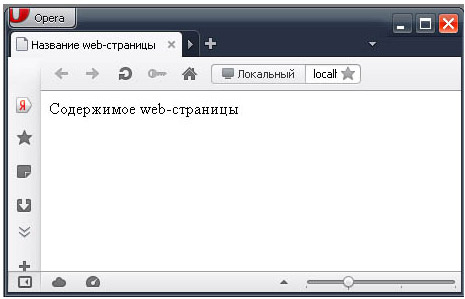 Opera
Название web-страницы
Локальный localh
Содержимое web-страницы